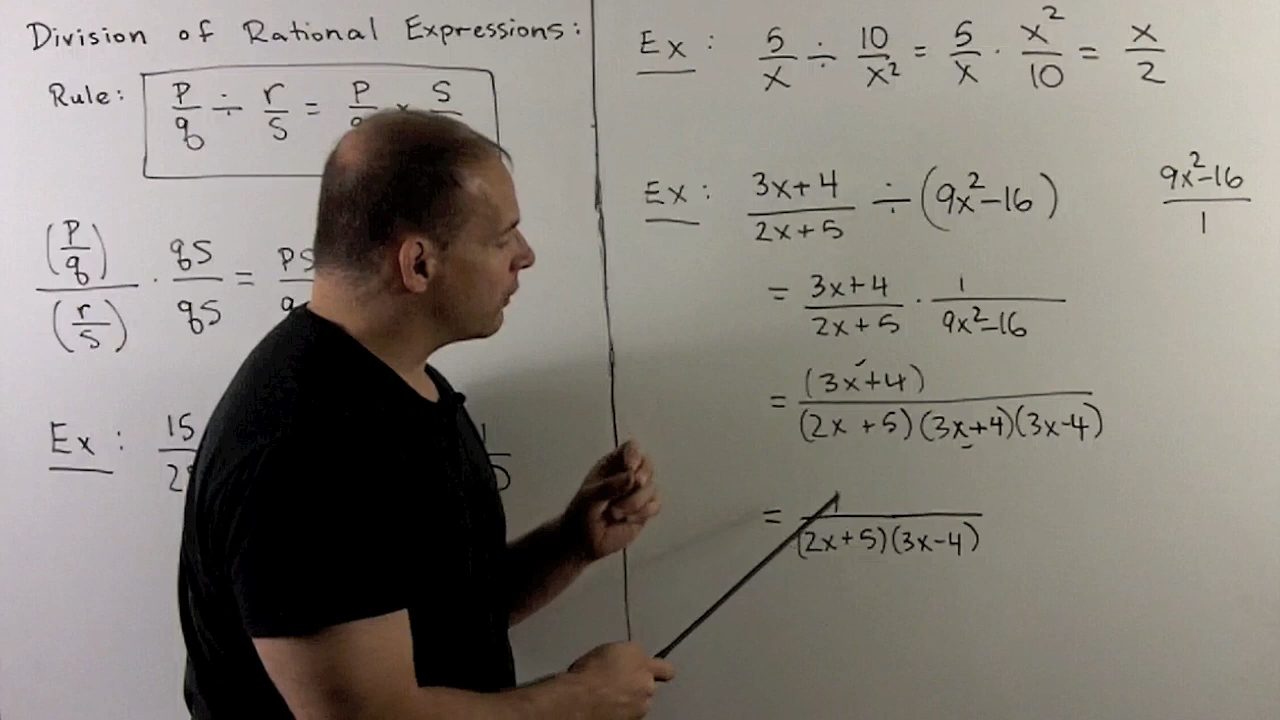 Division of Rational Expressions:
Rule: p/q ÷ r/s = p/q × s
(p/q)/(r/s) · qs/qs = ps
Ex: 15
Ex: 5/x ÷ 10/x² = 5/x · x²/10 = x/2
Ex: (3x+4)/(2x+5) ÷ (9x²-16) (9x²-16)/1
= (3x+4)/(2x+5) · 1/(9x²-16)
= (3x+4)/((2x+5)(3x+4)(3x-4))
= 1/((2x+5)(3x-4))